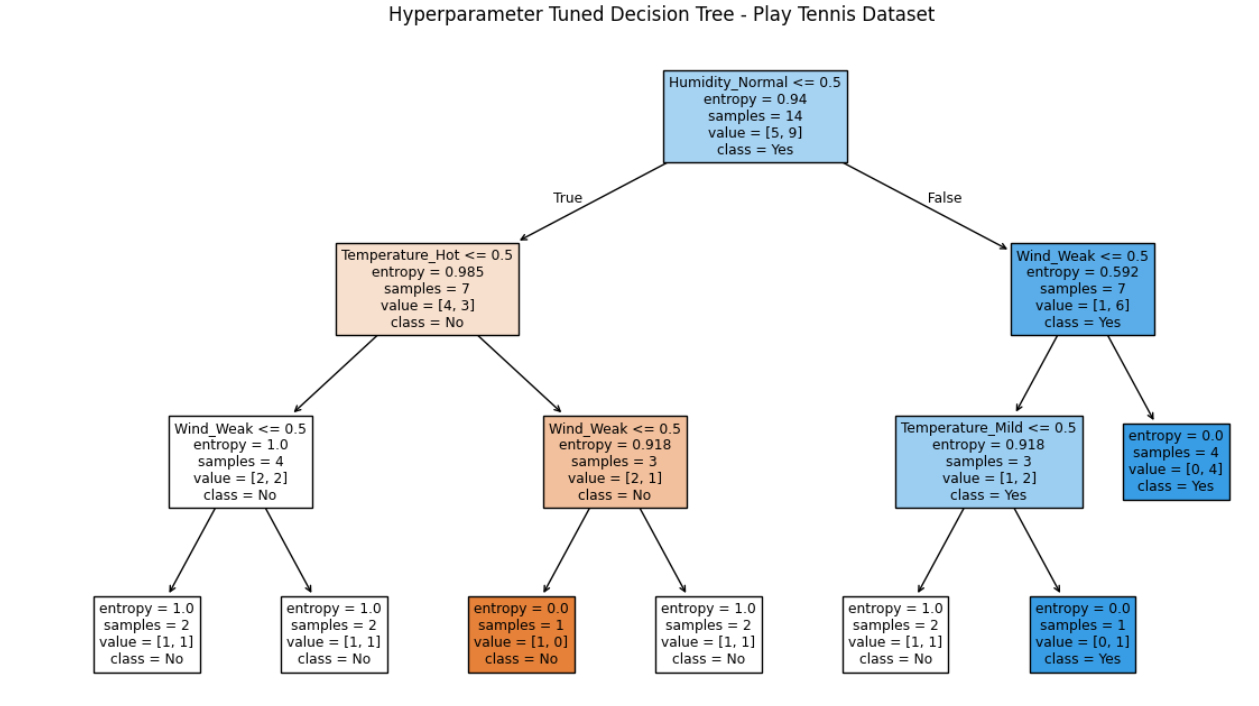 Hyperparameter Tuned Decision Tree - Play Tennis Dataset
Humidity_Normal <= 0.5
entropy = 0.94
samples = 14
value = [5, 9]
class = Yes
True
False
Temperature_Hot <= 0.5
entropy = 0.985
samples = 7
value = [4, 3]
class = No
Wind_Weak <= 0.5
entropy = 0.592
samples = 7
value = [1, 6]
class = Yes
Wind_Weak <= 0.5
entropy = 1.0
samples = 4
value = [2, 2]
class = No
Wind_Weak <= 0.5
entropy = 0.918
samples = 3
value = [2, 1]
class = No
Temperature_Mild <= 0.5
entropy = 0.918
samples = 3
value = [1, 2]
class = Yes
entropy = 0.0
samples = 4
value = [0, 4]
class = Yes
entropy = 1.0
samples = 2
value = [1, 1]
class = No
entropy = 1.0
samples = 2
value = [1, 1]
class = No
entropy = 0.0
samples = 1
value = [1, 0]
class = No
entropy = 1.0
samples = 2
value = [1, 1]
class = No
entropy = 1.0
samples = 2
value = [1, 1]
class = No
entropy = 0.0
samples = 1
value = [0, 1]
class = Yes